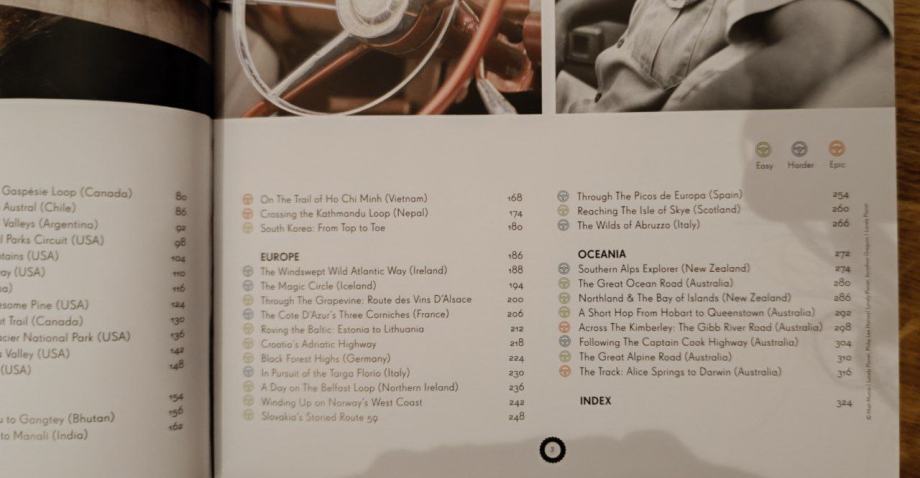 Gaspésie Loop (Canada) 80
Austral (Chile) 86
Valleys (Argentina) 92
Parks Circuit (USA) 98
(USA) 104
(USA) 110
116
Pine (USA) 124
Trail (Canada) 130
National Park (USA) 136
Valley (USA) 142
(USA) 148
154
to Gangtey (Bhutan) 156
to Manali (India) 162
Easy Harder Epic
On The Trail of Ho Chi Minh (Vietnam) 168
Crossing the Kathmandu Loop (Nepal) 174
South Korea: From Top to Toe 180
EUROPE 186
The Windswept Wild Atlantic Way (Ireland) 188
The Magic Circle (Iceland) 194
Through The Grapevine: Route des Vins D'Alsace 200
The Cote D'Azur's Three Corniches (France) 206
Roving the Baltic: Estonia to Lithuania 212
Croatia's Adriatic Highway 218
Black Forest Highs (Germany) 224
In Pursuit of the Targa Florio (Italy) 230
A Day on The Belfast Loop (Northern Ireland) 236
Winding Up on Norway's West Coast 242
Slovakia's Storied Route 59 248
Through The Picos de Europa (Spain) 254
Reaching The Isle of Skye (Scotland) 260
The Wilds of Abruzzo (Italy) 266
OCEANIA 272
Southern Alps Explorer (New Zealand) 274
The Great Ocean Road (Australia) 280
Northland & The Bay of Islands (New Zealand) 286
A Short Hop From Hobart to Queenstown (Australia) 292
Across The Kimberley: The Gibb River Road (Australia) 298
Following The Captain Cook Highway (Australia) 304
The Great Alpine Road (Australia) 310
The Track: Alice Springs to Darwin (Australia) 316
INDEX 324